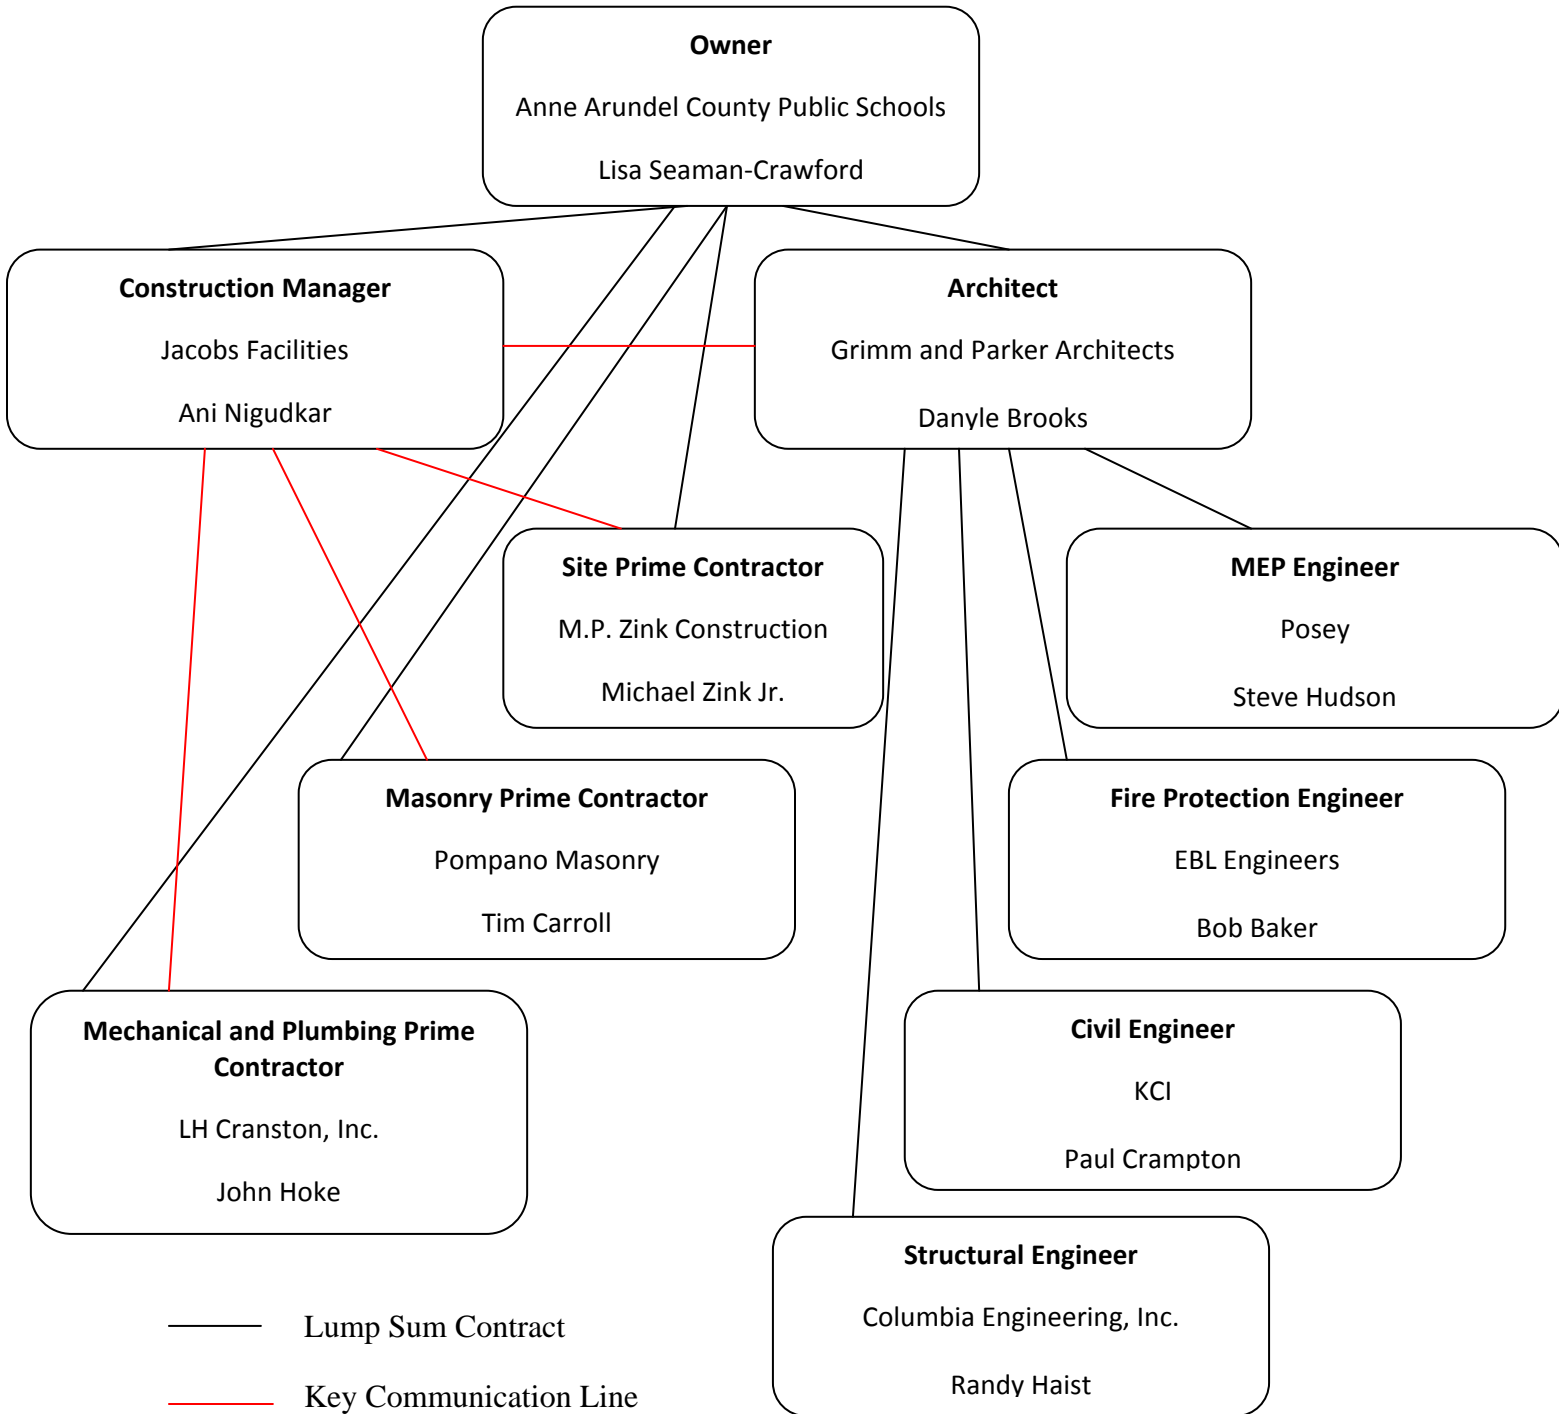 Owner
Anne Arundel County Public Schools
Lisa Seaman-Crawford
Construction Manager
Jacobs Facilities
Ani Nigudkar
Architect
Grimm and Parker Architects
Danyle Brooks
Site Prime Contractor
M.P. Zink Construction
Michael Zink Jr.
MEP Engineer
Posey
Steve Hudson
Masonry Prime Contractor
Pompano Masonry
Tim Carroll
Fire Protection Engineer
EBL Engineers
Bob Baker
Mechanical and Plumbing Prime
Contractor
LH Cranston, Inc.
John Hoke
Civil Engineer
KCI
Paul Crampton
Structural Engineer
Columbia Engineering, Inc.
Randy Haist
Lump Sum Contract
Key Communication Line